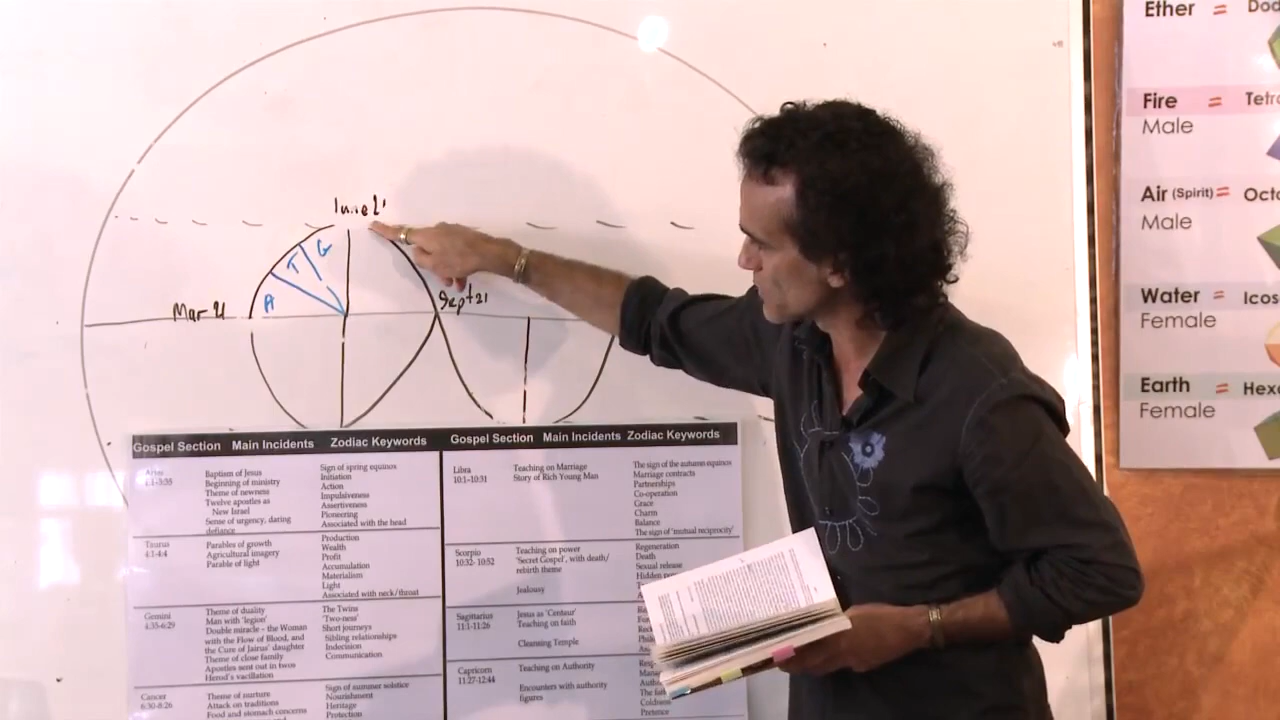 June 21
Mar 21
A
T
G
Sept 21
Gospel Section Main Incidents Zodiac Keywords
Aries
1:1-3:35
Baptism of Jesus
Beginning of ministry
Theme of newness
Twelve apostles as
New Israel
Sense of urgency, dating
defiance
Sign of spring equinos
Initiation
Action
Impulsiveness
Assertiveness
Pioneering
Associated with the head
Taurus
4:1-4:4
Parables of growth
Agricultural imagery
Parable of light
Production
Wealth
Profit
Accumulation
Materialism
Light
Associated with neck/throat
Gemini
4:35-6:29
Theme of duality
Man with 'legion'
Double miracle – the Woman
with the Flow of Blood, and
the Cure of Jairus' daughter
Theme of close family
Apostles sent out in twos
Herod's vacillation
The Twins
'Two-ness'
Short journeys
Sibling relationships
Indecision
Communication
Cancer
6:30-8:26
Theme of nurture
Attack on traditions
Food and stomach concerns
Sign of summer solstice
Nourishment
Heritage
Protection
Gospel Section Main Incidents Zodiac Keywords
Libra
10:1-10:31
Teaching on Marriage
Story of Rich Young Man
The sign of the autumn equinos
Marriage contracts
Partnerships
Co-operation
Grace
Charm
Balance
The sign of 'mutual reciprocity'
Scorpio
10:32- 10:52
Teaching on power
'Secret Gospel', with death/
rebirth theme
Jealousy
Regeneration
Death
Sexual release
Hidden
Sagittarius
11:1-11:26
Jesus as 'Centaur'
Teaching on faith
Cleansing Temple
Capricorn
11:27-12:44
Teaching on Authority
Encounters with authority
figures
Coldness
Ether = Dod
Fire = Tetr
Male
Air (Spirit) = Octo
Male
Water = Icos
Female
Earth = Hex
Female